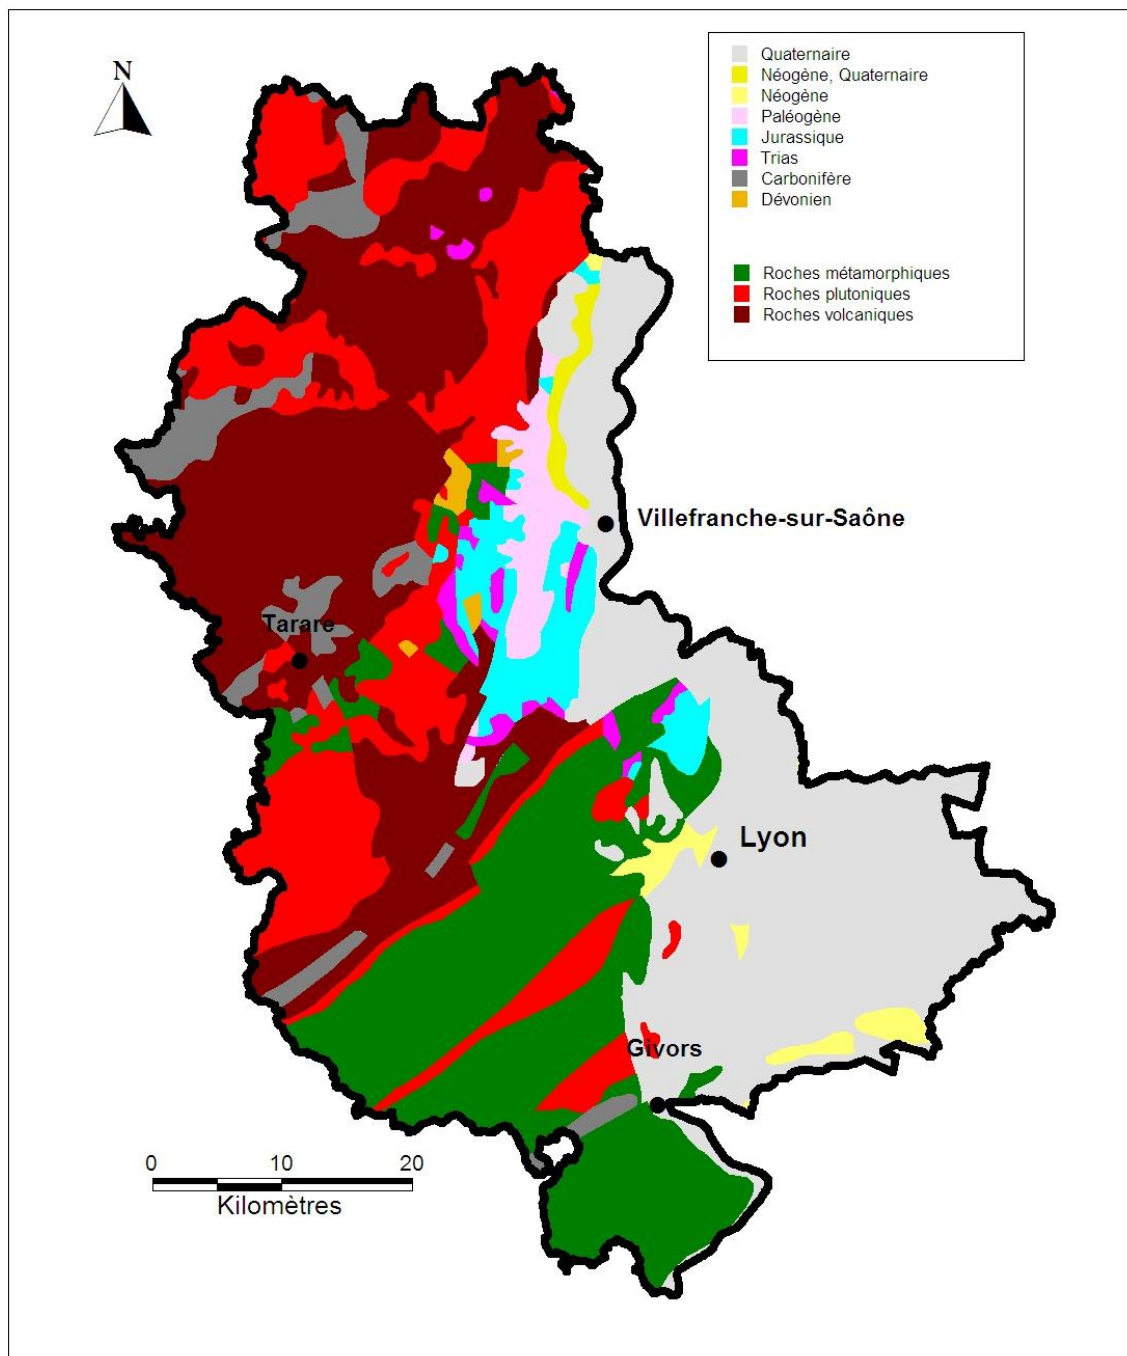 N
Quaternaire
Néogène, Quaternaire
Néogène
Paléogène
Jurassique
Trias
Carbonifère
Dévonien
Roches métamorphiques
Roches plutoniques
Roches volcaniques
Villefranche-sur-Saône
Tarare
Lyon
Givors
0 10 20
Kilomètres